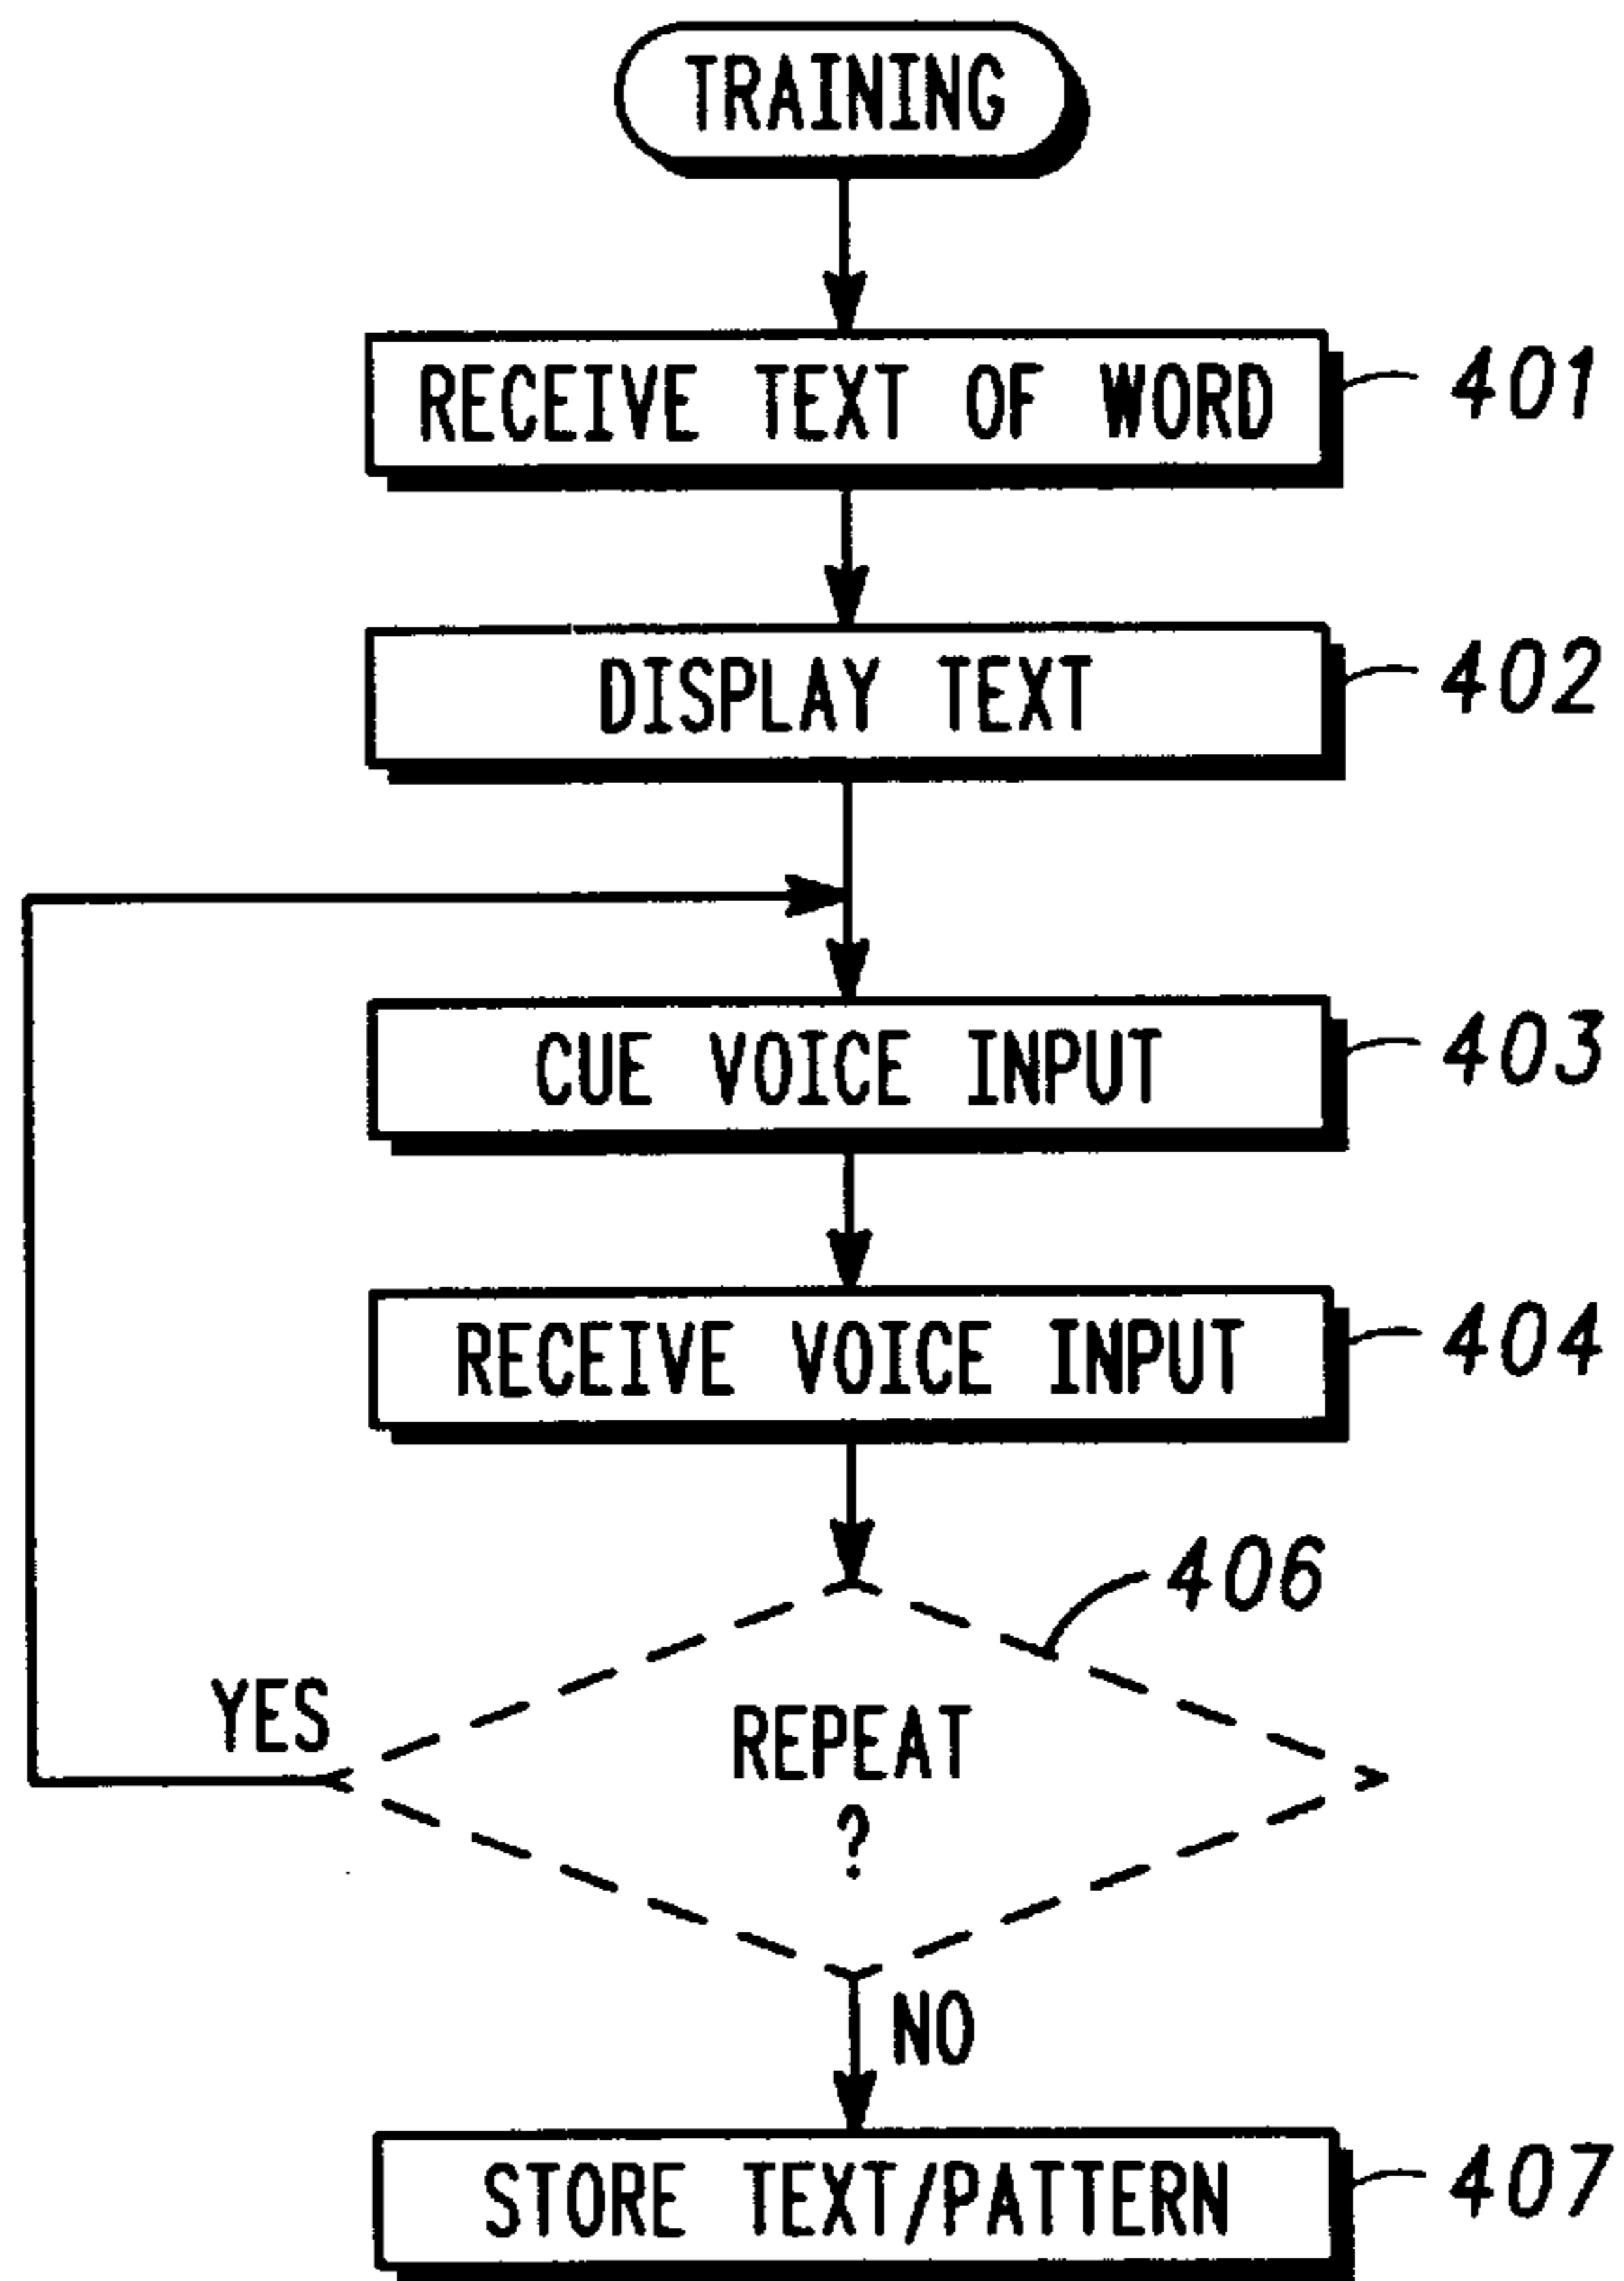 TRAINING
RECEIVE TEXT OF WORD 401
DISPLAY TEXT 402
CUE VOICE INPUT 403
RECEIVE VOICE INPUT 404
406
YES
REPEAT
?
NO
STORE TEXT/PATTERN 407